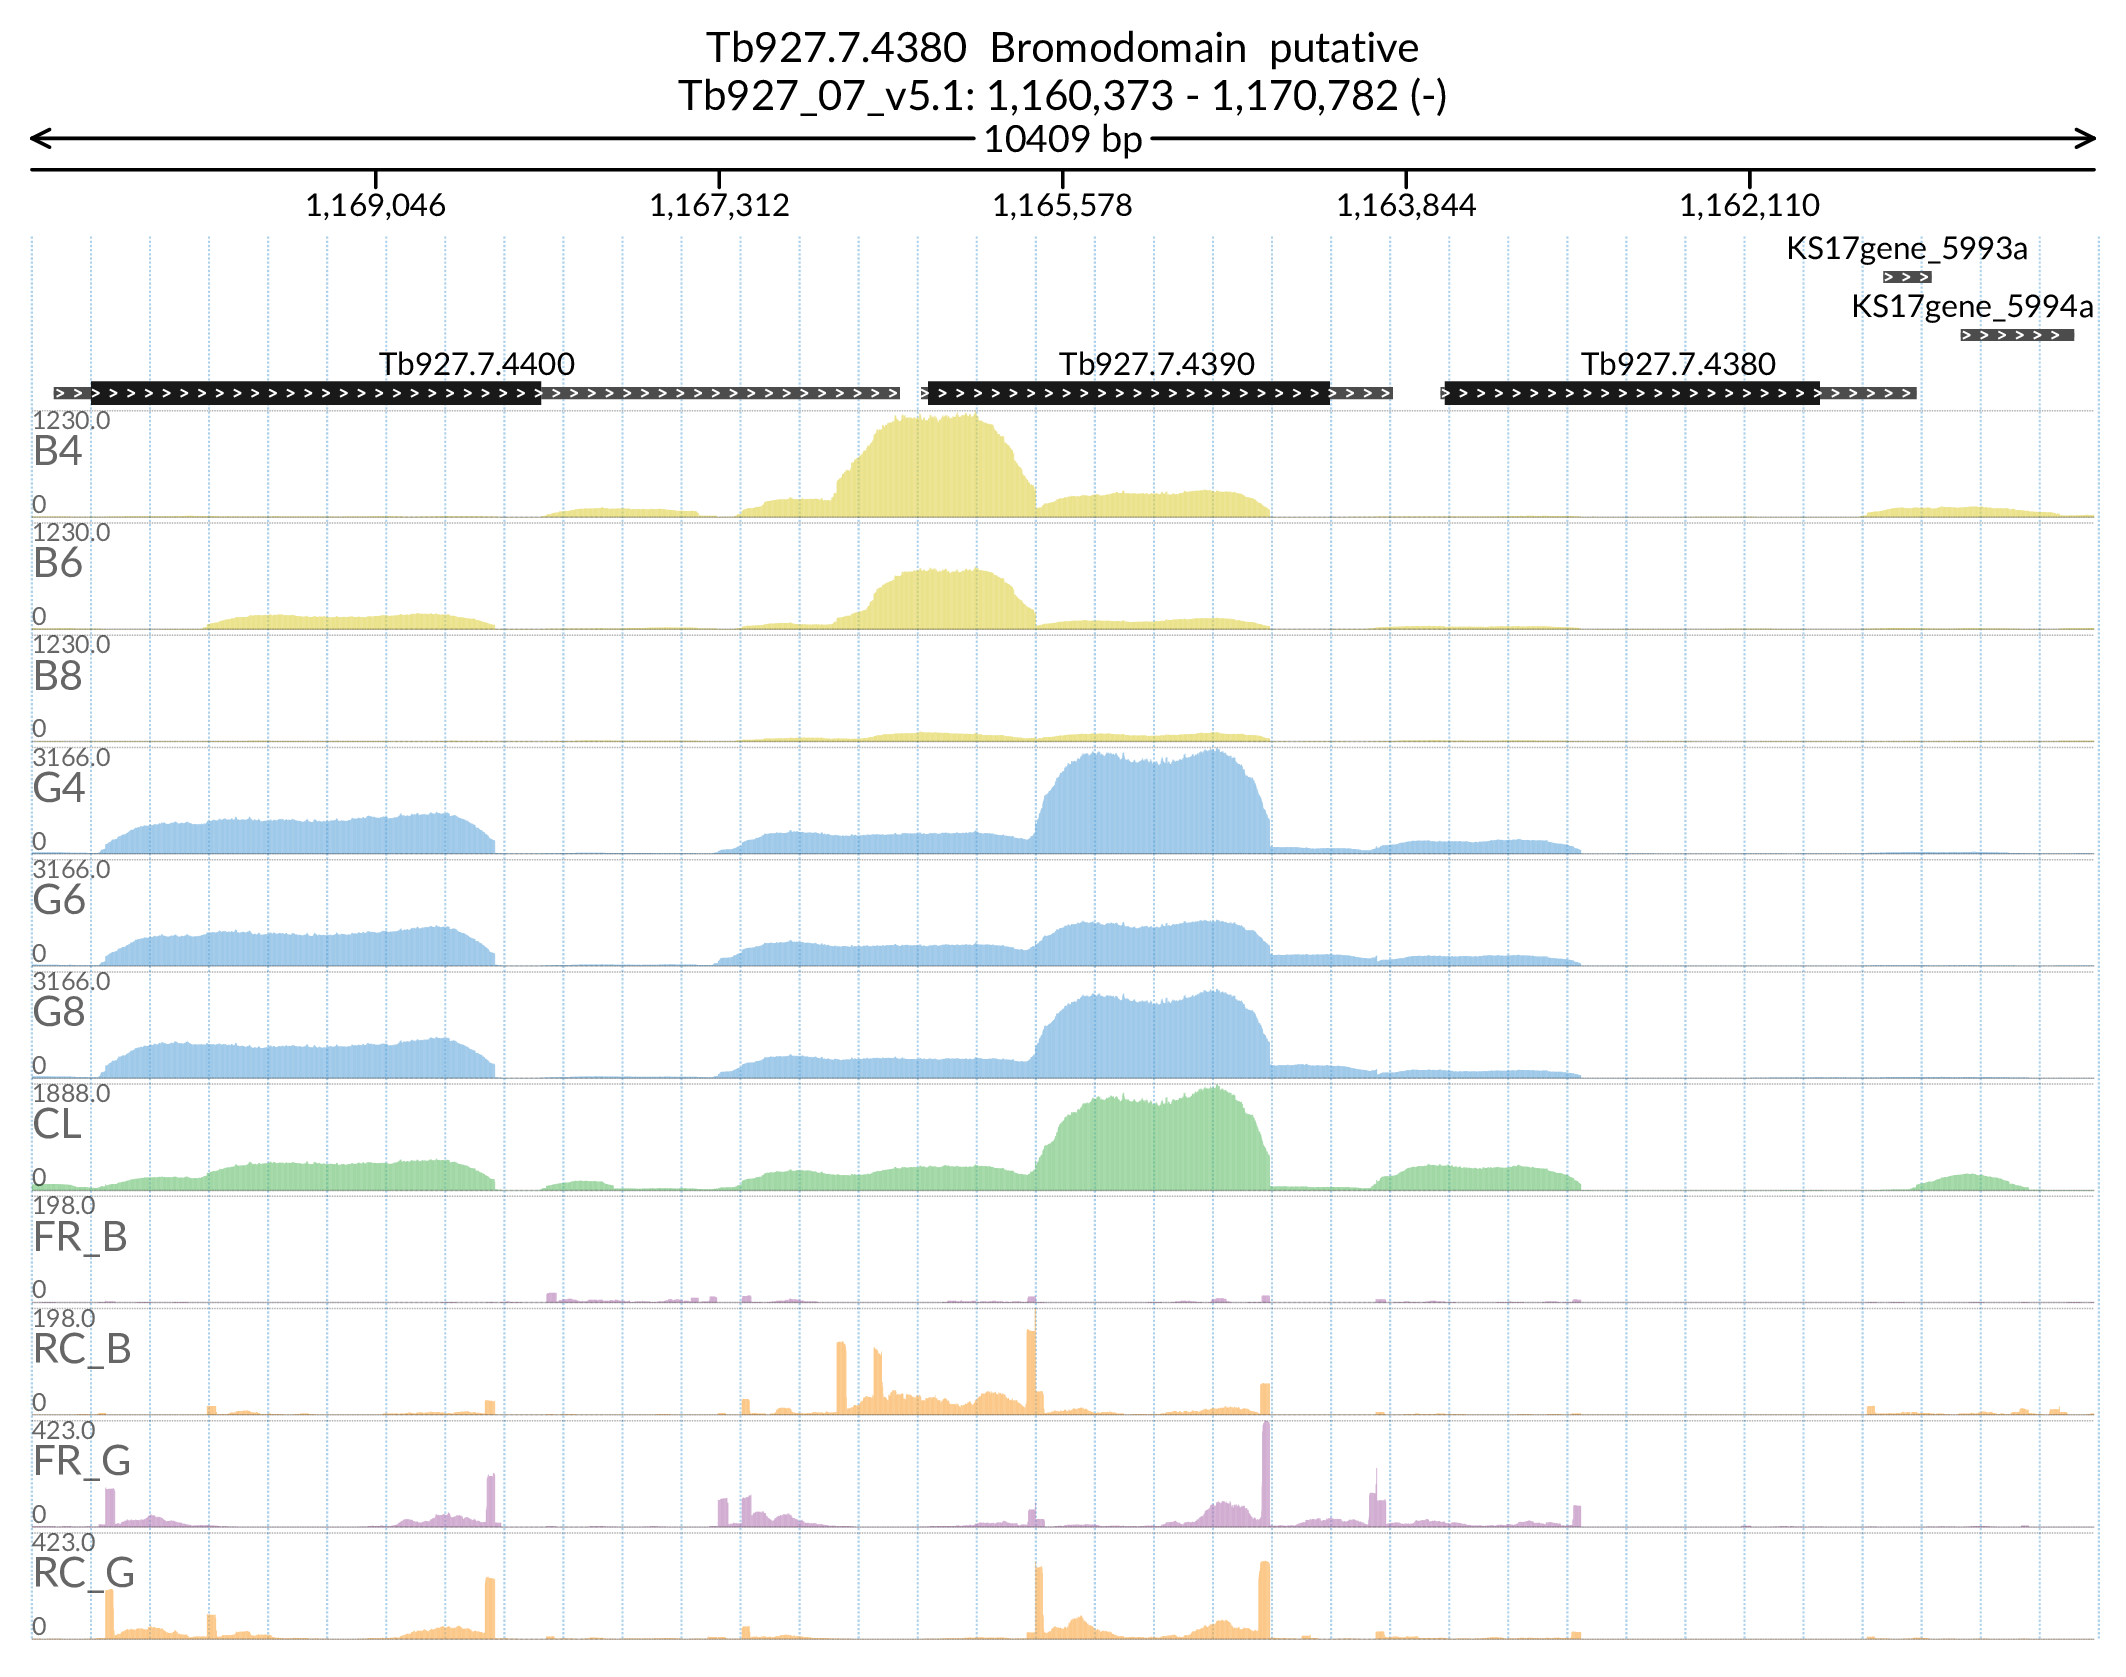 Tb927.7.4380 Bromodomain putative
Tb927_07_v5.1: 1,160,373 - 1,170,782 (-)
10409 bp
1,169,046 1,167,312 1,165,578 1,163,844 1,162,110
KS17gene_5993a
KS17gene_5994a
Tb927.7.4400 Tb927.7.4390 Tb927.7.4380
1230.0
B4
0
1230.0
B6
0
1230.0
B8
0
3166.0
G4
0
3166.0
G6
0
3166.0
G8
0
1888.0
CL
0
198.0
FR_B
0
198.0
RC_B
0
423.0
FR_G
0
423.0
RC_G
0